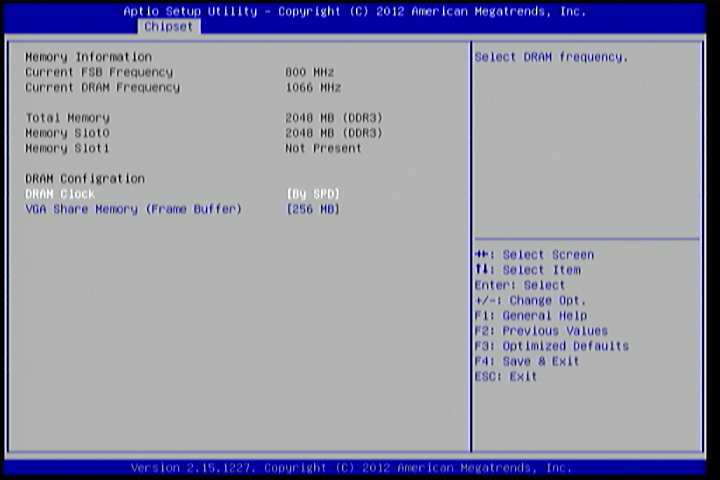 Aptio Setup Utility - Copyright (C) 2012 American Megatrends, Inc.
Chipset
Memory Information
Current FSB Frequency 800 MHz
Current DRAM Frequency 1066 MHz
Total Memory 2048 MB (DDR3)
Memory Slot0 2048 MB (DDR3)
Memory Slot1 Not Present
DRAM Configration
DRAM Clock [By SPD]
VGA Share Memory (Frame Buffer) [256 MB]
Select DRAM frequency.
→←: Select Screen
↑↓: Select Item
Enter: Select
+/-: Change Opt.
F1: General Help
F2: Previous Values
F3: Optimized Defaults
F4: Save & Exit
ESC: Exit
Version 2.15.1227. Copyright (C) 2012 American Megatrends, Inc.